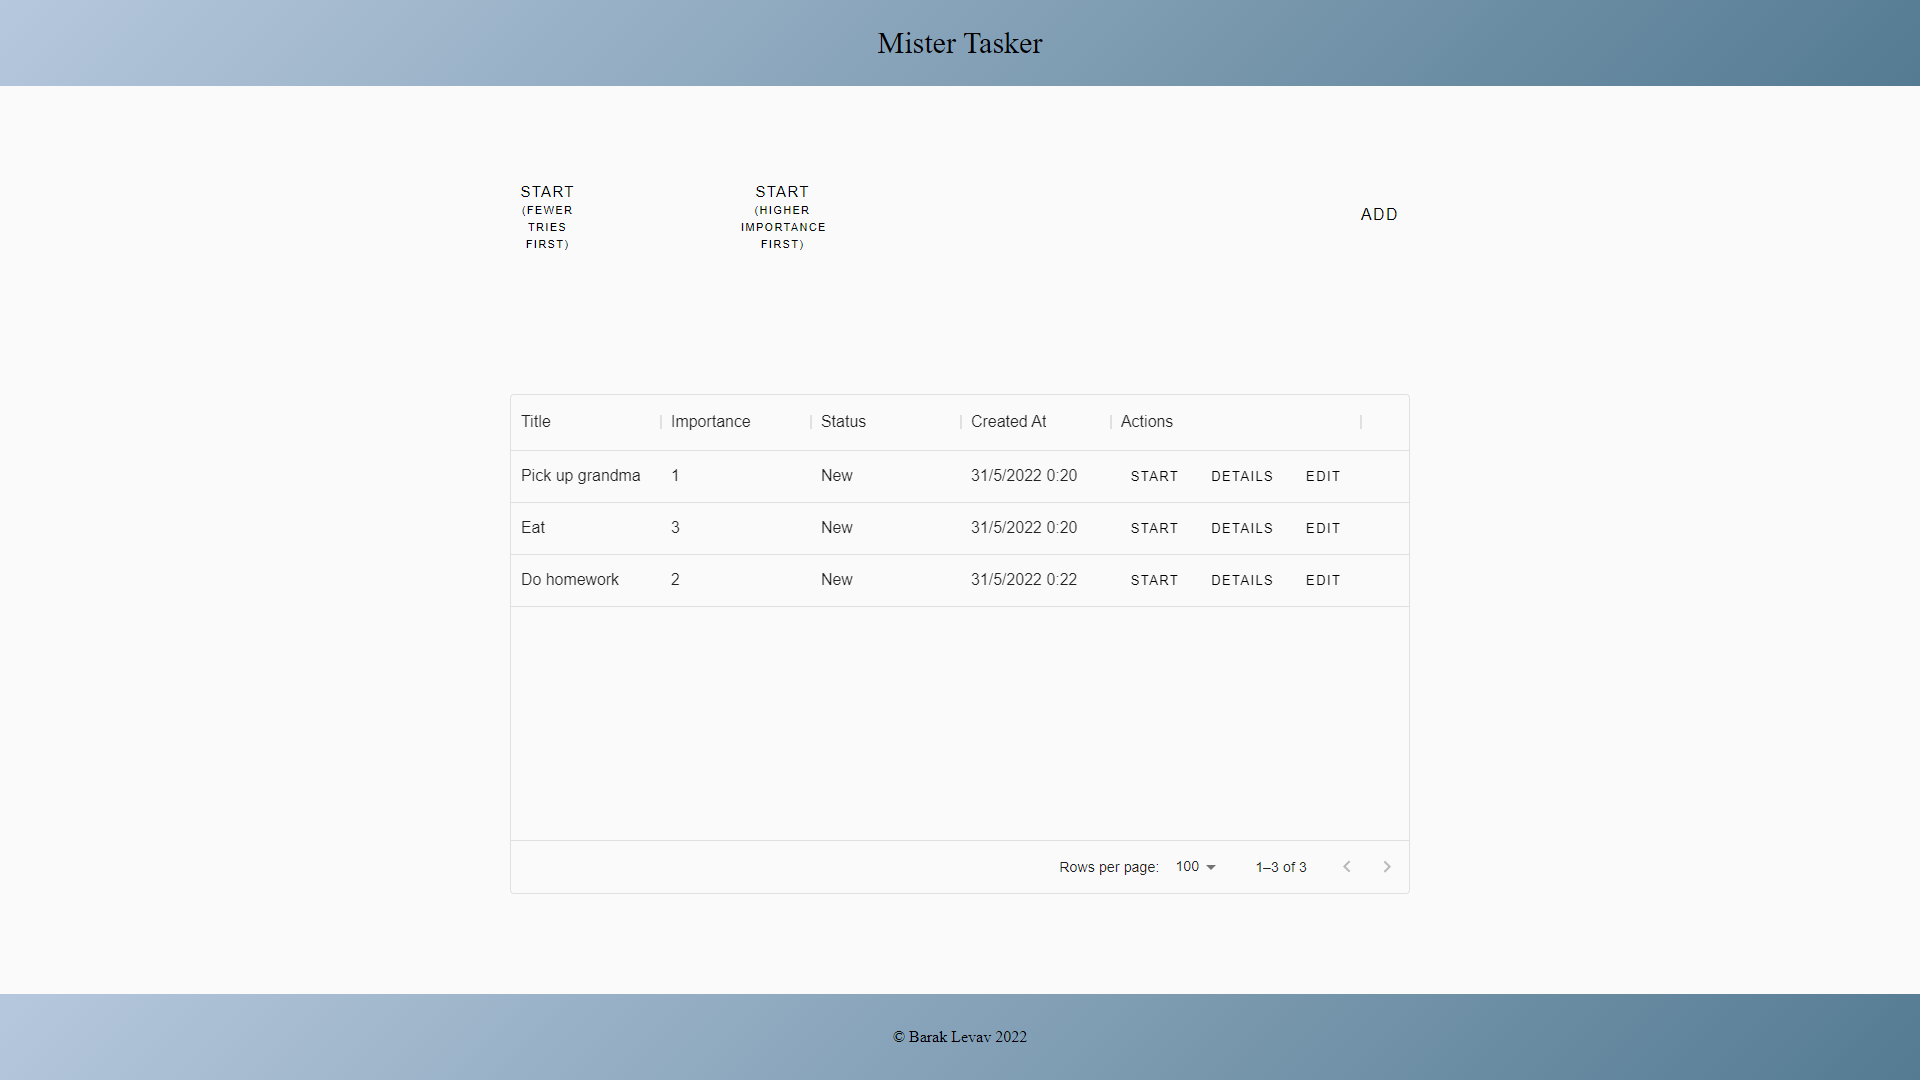 Mister Tasker
START
(FEWER
TRIES
FIRST)
START
(HIGHER
IMPORTANCE
FIRST)
ADD
Title Importance Status Created At Actions
Pick up grandma 1 New 31/5/2022 0:20 START DETAILS EDIT
Eat 3 New 31/5/2022 0:20 START DETAILS EDIT
Do homework 2 New 31/5/2022 0:22 START DETAILS EDIT
Rows per page: 100 1–3 of 3
© Barak Levav 2022